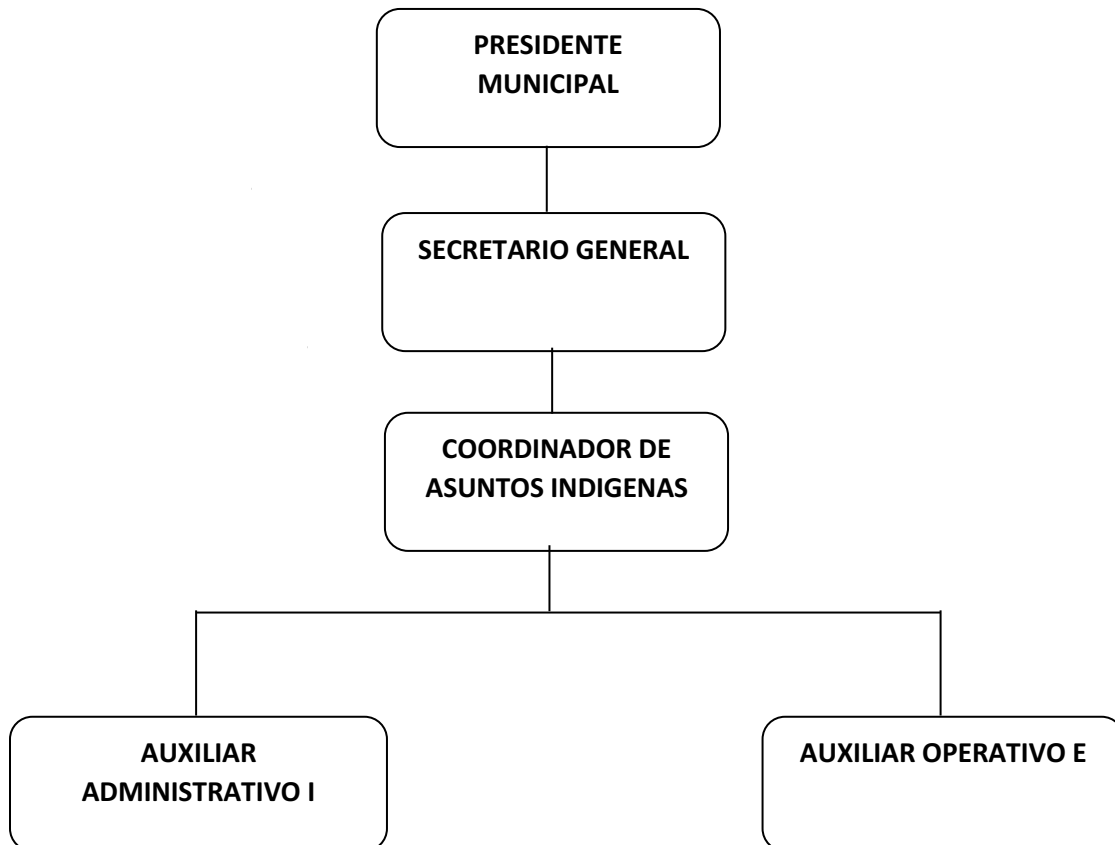 PRESIDENTE
MUNICIPAL
SECRETARIO GENERAL
COORDINADOR DE
ASUNTOS INDIGENAS
AUXILIAR
ADMINISTRATIVO I
AUXILIAR OPERATIVO E